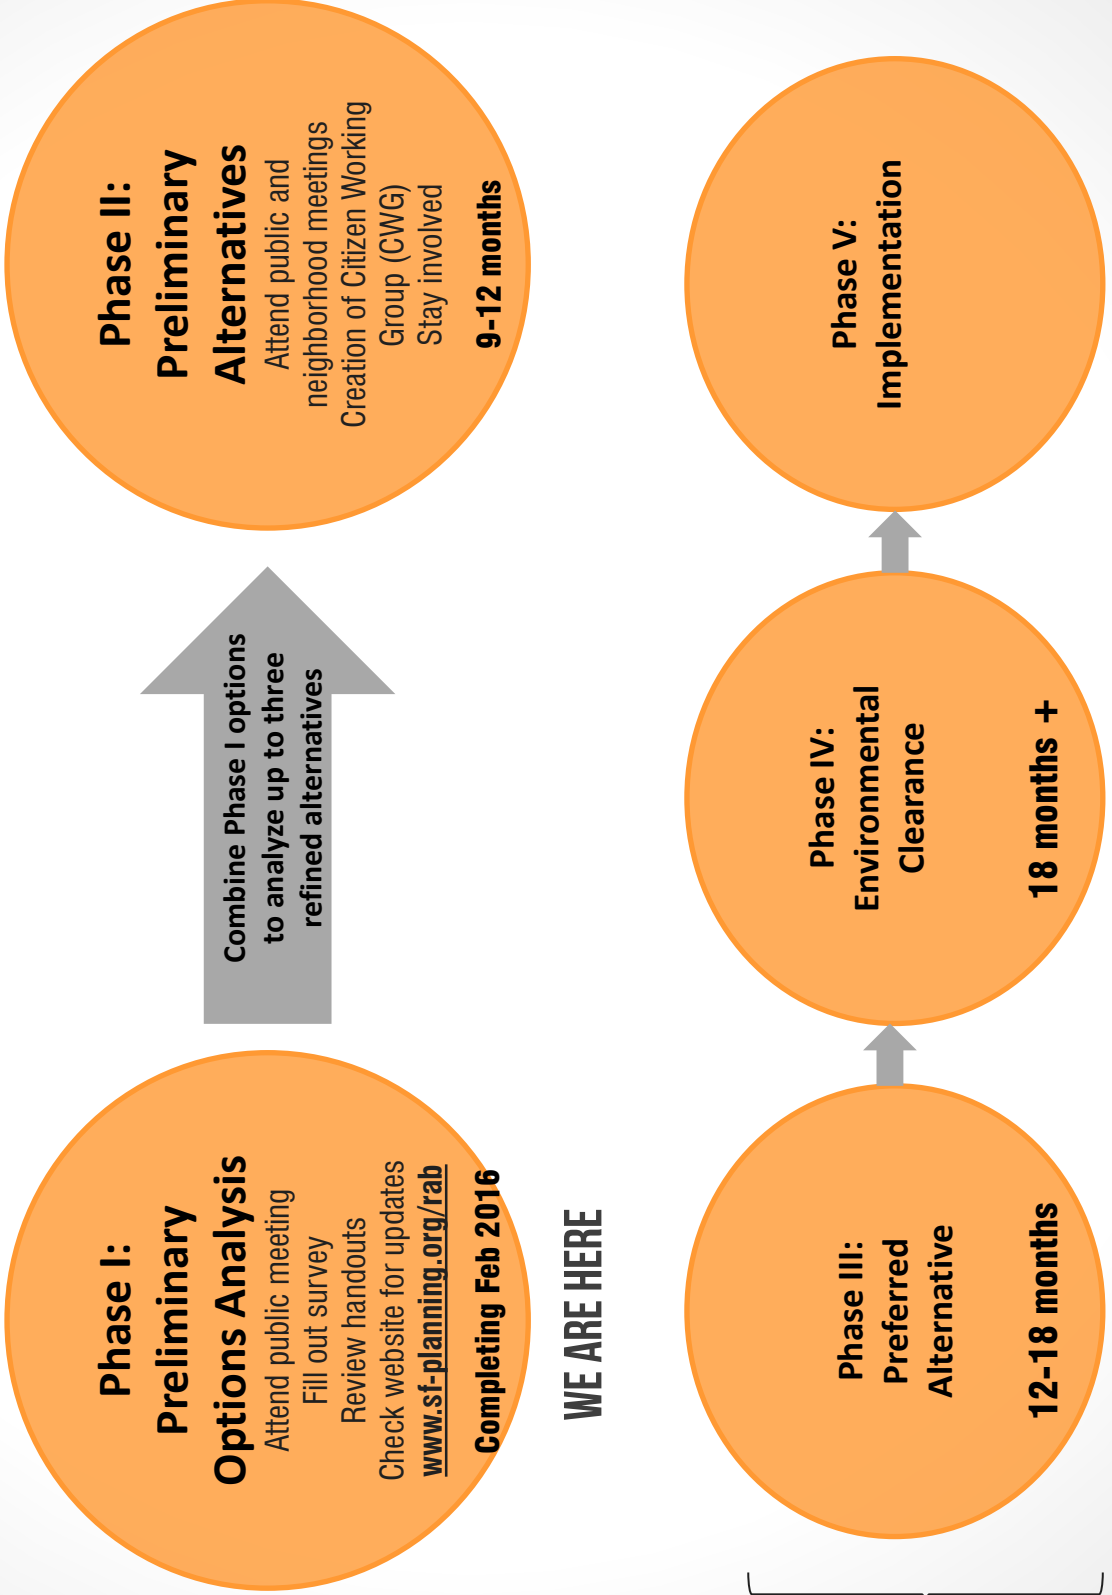 Phase I:
Preliminary
Options Analysis
Attend public meeting
Fill out survey
Review handouts
Check website for updates
www.sf-planning.org/rab
Completing Feb 2016
WE ARE HERE
Combine Phase I options
to analyze up to three
refined alternatives
Phase II:
Preliminary
Alternatives
Attend public and
neighborhood meetings
Creation of Citizen Working
Group (CWG)
Stay involved
9-12 months
Phase III:
Preferred
Alternative
12-18 months
Phase IV:
Environmental
Clearance
18 months +
Phase V:
Implementation